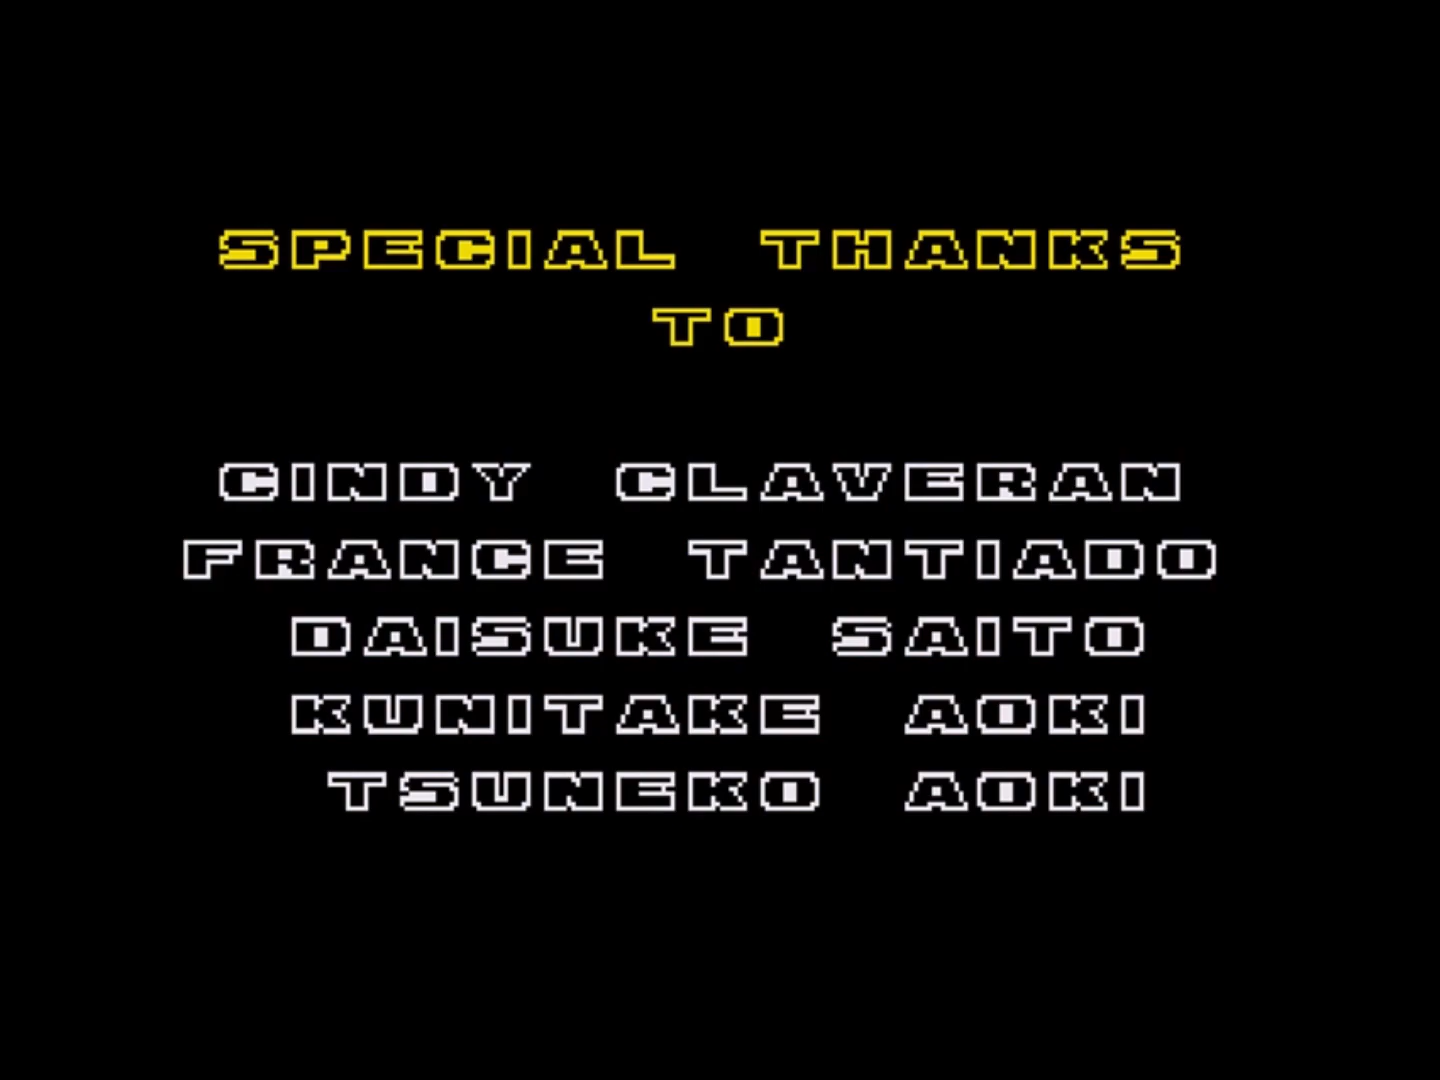 SPECIAL THANKS
TO
CINDY CLAVERAN
FRANCE TANTIADO
DAISUKE SAITO
KUNITAKE AOKI
TSUNEKO AOKI